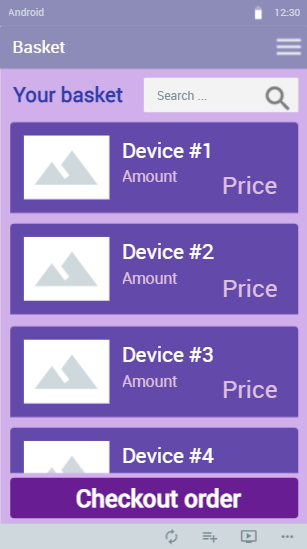 Android 12:30
Basket
Your basket Search ...
Device #1
Amount
Price
Device #2
Amount
Price
Device #3
Amount
Price
Device #4
Checkout order